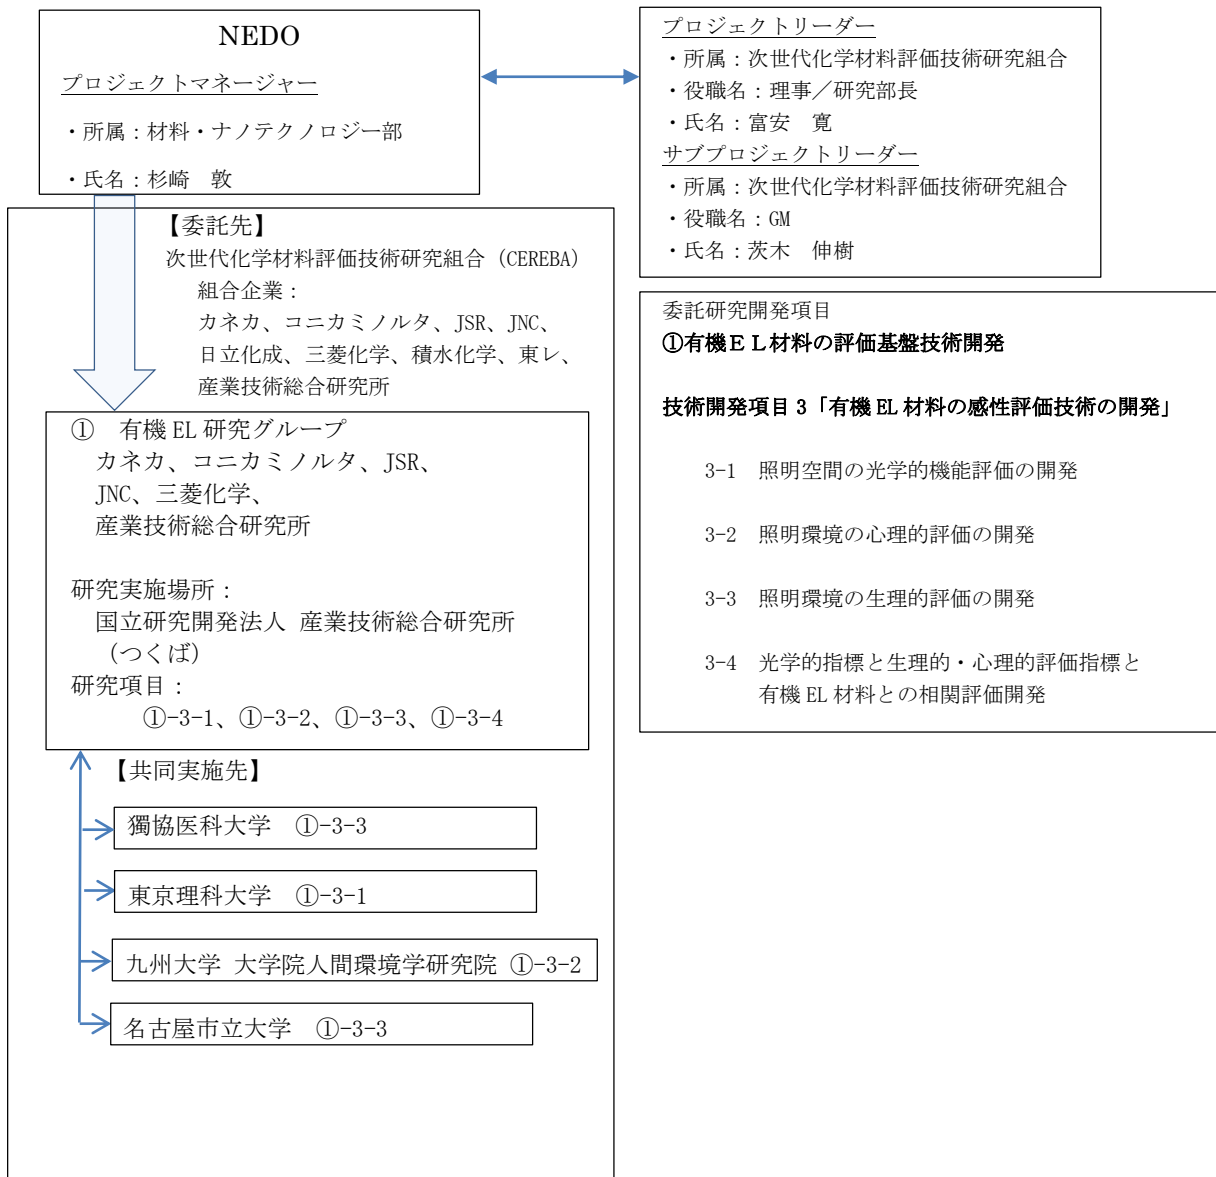 NEDO
プロジェクトマネージャー
・所属：材料・ナノテクノロジー部
・氏名：杉崎 敦
プロジェクトリーダー
・所属：次世代化学材料評価技術研究組合
・役職名：理事／研究部長
・氏名：富安 寛
サブプロジェクトリーダー
・所属：次世代化学材料評価技術研究組合
・役職名：GM
・氏名：茨木 伸樹
【委託先】
次世代化学材料評価技術研究組合（CEREBA）
組合企業：
カネカ、コニカミノルタ、JSR、JNC、
日立化成、三菱化学、積水化学、東レ、
産業技術総合研究所
① 有機 EL 研究グループ
カネカ、コニカミノルタ、JSR、
JNC、三菱化学、
産業技術総合研究所
研究実施場所：
国立研究開発法人 産業技術総合研究所
（つくば）
研究項目：
①-3-1、①-3-2、①-3-3、①-3-4
【共同実施先】
獨協医科大学 ①-3-3
東京理科大学 ①-3-1
九州大学 大学院人間環境学研究院 ①-3-2
名古屋市立大学 ①-3-3
委託研究開発項目
①有機ＥＬ材料の評価基盤技術開発
技術開発項目 3「有機 EL 材料の感性評価技術の開発」
3-1 照明空間の光学的機能評価の開発
3-2 照明環境の心理的評価の開発
3-3 照明環境の生理的評価の開発
3-4 光学的指標と生理的・心理的評価指標と
有機 EL 材料との相関評価開発